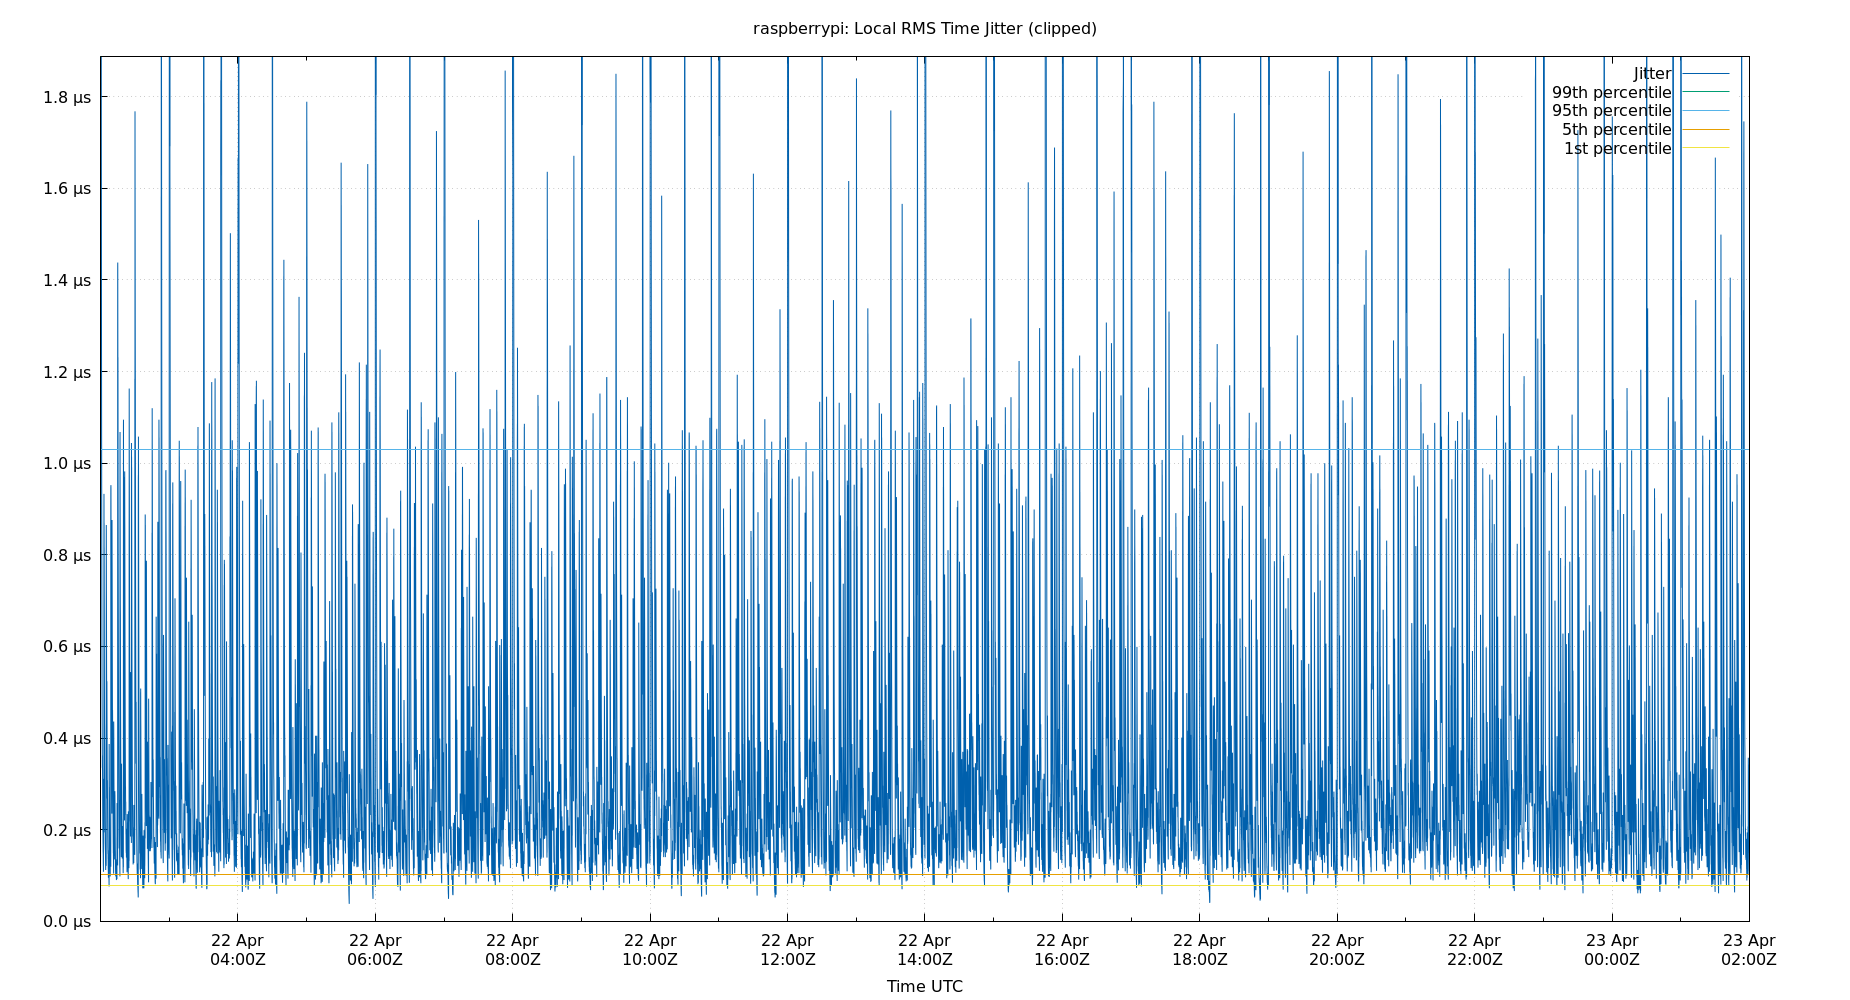 raspberrypi: Local RMS Time Jitter (clipped)
Jitter
99th percentile
95th percentile
5th percentile
1st percentile
1.8 µs
1.6 µs
1.4 µs
1.2 µs
1.0 µs
0.8 µs
0.6 µs
0.4 µs
0.2 µs
0.0 µs
22 Apr 22 Apr 22 Apr 22 Apr 22 Apr 22 Apr 22 Apr 22 Apr 22 Apr 22 Apr 23 Apr 23 Apr
04:00Z 06:00Z 08:00Z 10:00Z 12:00Z 14:00Z 16:00Z 18:00Z 20:00Z 22:00Z 00:00Z 02:00Z
Time UTC